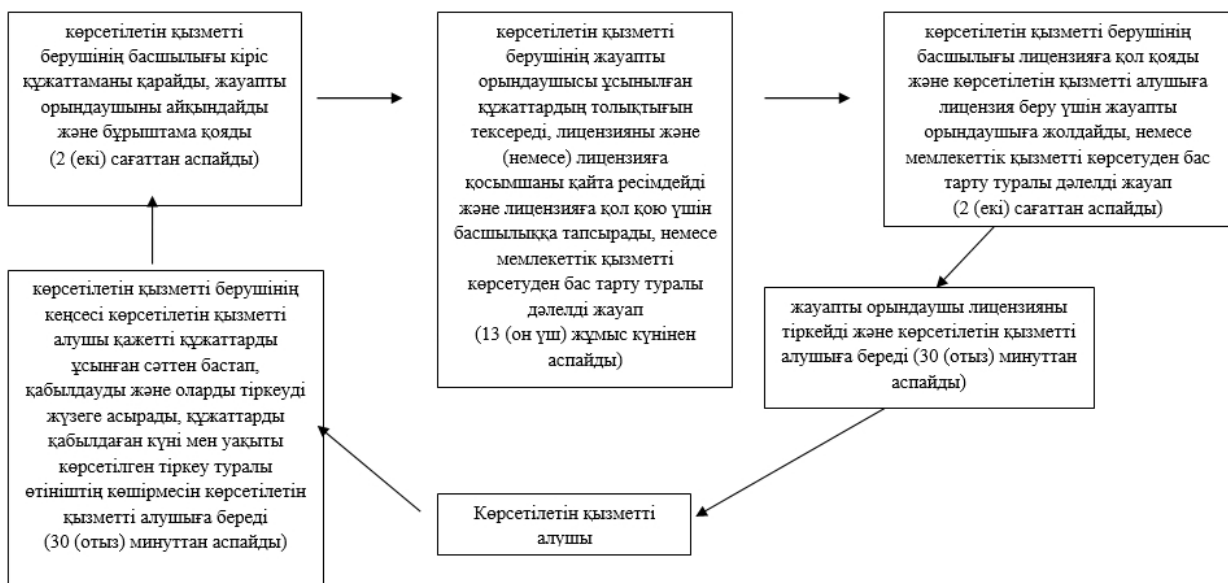 көрсетілетін қызметті
берушінің басшылығы кіріс
құжаттаманы қарайды, жауапты
орындаушыны айқындайды
және бұрыштама қояды
(2 (екі) сағаттан аспайды)
көрсетілетін қызметті
берушінің жауапты
орындаушысы ұсынылған
құжаттардың толықтығын
тексереді, лицензияны және
(немесе) лицензияға
қосымшаны қайта ресімдейді
және лицензияға қол қою үшін
басшылыққа тапсырады, немесе
мемлекеттік қызметті
көрсетуден бас тарту туралы
дәлелді жауап
(13 (он үш) жұмыс күнінен
аспайды)
көрсетілетін қызметті берушінің
басшылығы лицензияға қол қояды
және көрсетілетін қызметті алушыға
лицензия беру үшін жауапты
орындаушыға жолдайды, немесе
мемлекеттік қызметті көрсетуден бас
тарту туралы дәлелді жауап
(2 (екі) сағаттан аспайды)
көрсетілетін қызметті берушінің
кеңсесі көрсетілетін қызметті
алушы қажетті құжаттарды
ұсынған сәттен бастап,
қабылдауды және оларды тіркеуді
жүзеге асырады, құжаттарды
қабылдаған күні мен уақыты
көрсетілген тіркеу туралы
өтініштің көшірмесін көрсетілетін
қызметті алушыға береді
(30 (отыз) минуттан аспайды)
жауапты орындаушы лицензияны
тіркейді және көрсетілетін қызметті
алушыға береді (30 (отыз) минуттан
аспайды)
Көрсетілетін қызметті
алушы